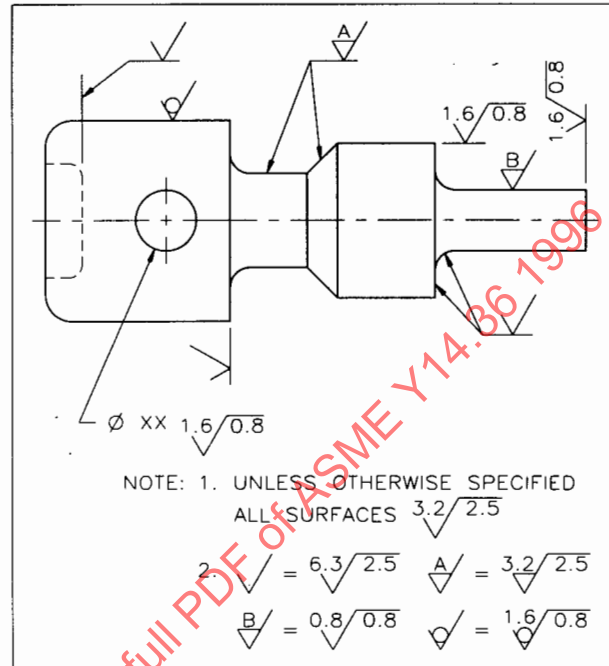 A
1.6 0.8
1.6 0.8
B
Ø XX 1.6 0.8
NOTE: 1. UNLESS OTHERWISE SPECIFIED
ALL SURFACES 3.2 2.5
2. √ = 6.3 2.5 A = 3.2 2.5
B = 0.8 0.8 √ = 1.6 0.8
full PDF of ASME Y14.36 1996